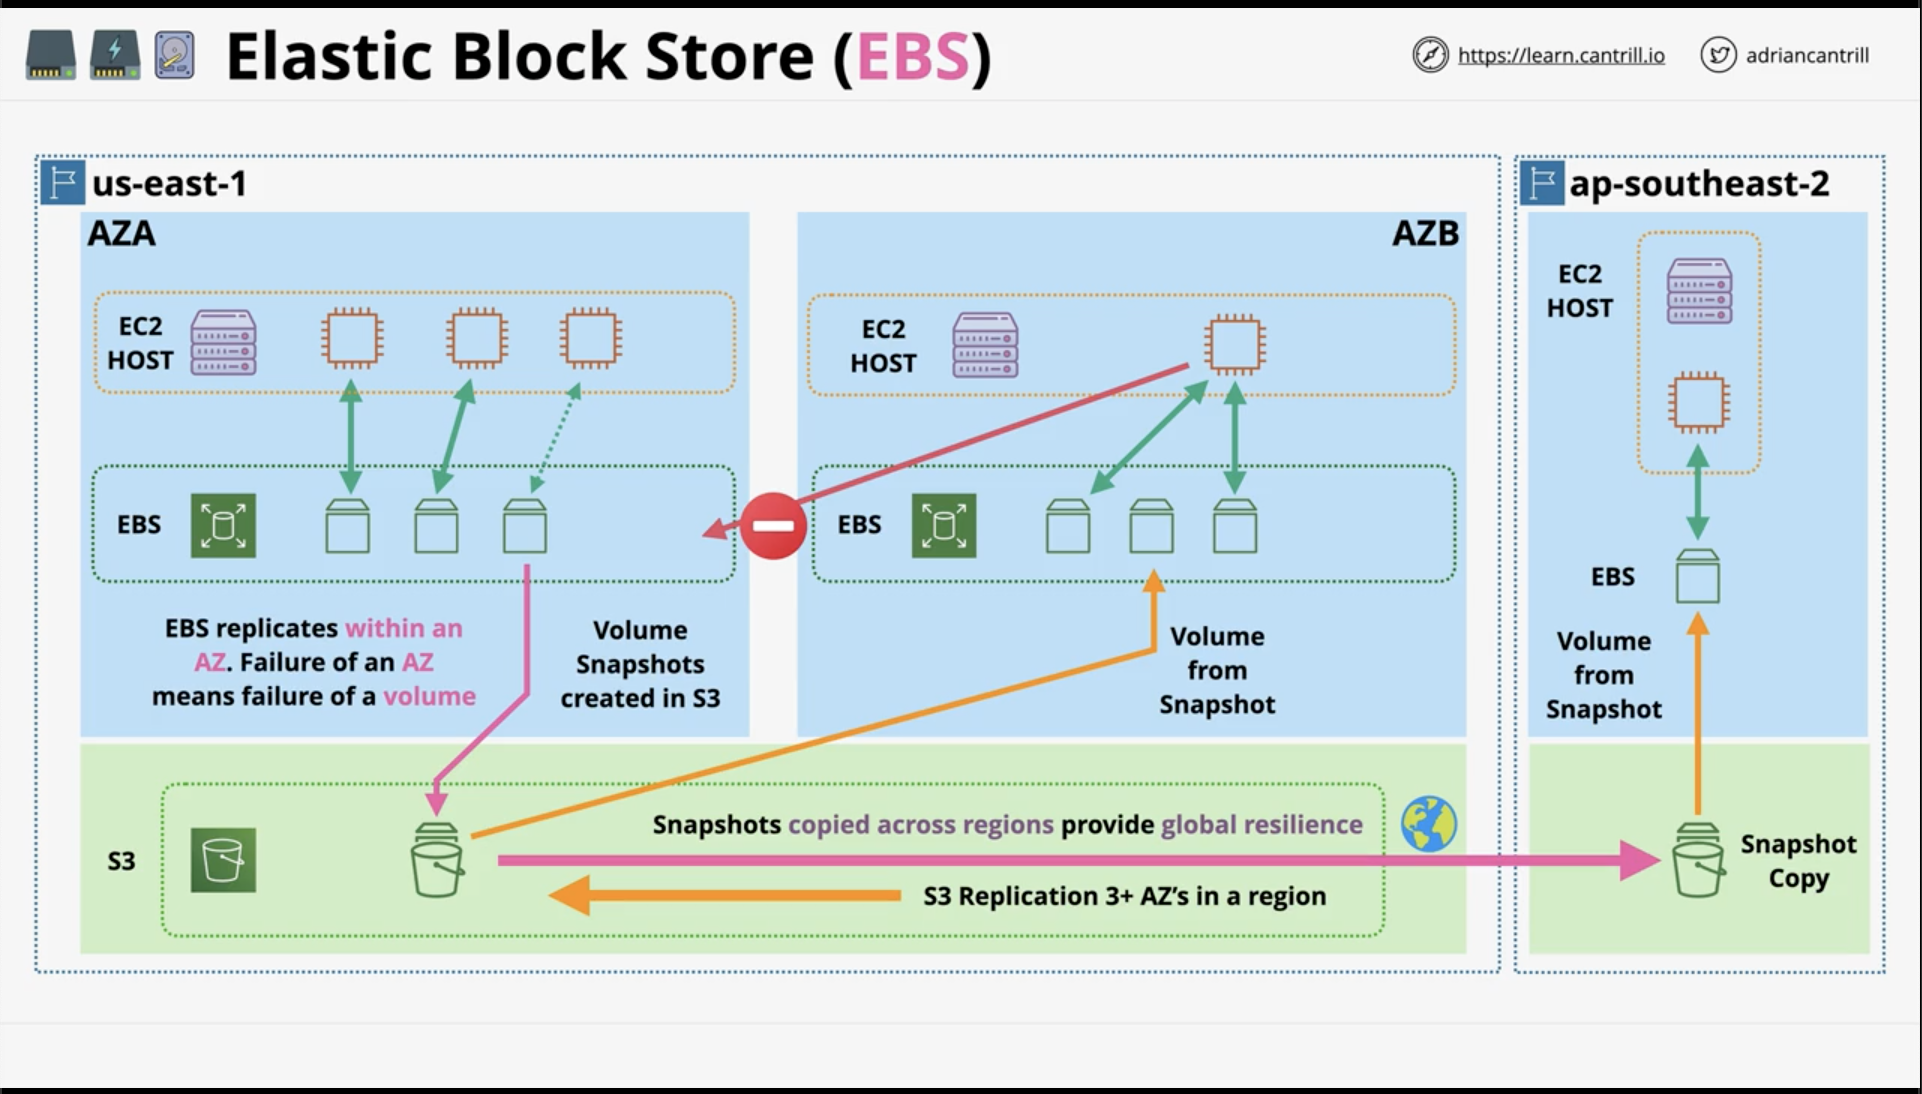 Elastic Block Store (EBS)
https://learn.cantrill.io
adriancantrill
us-east-1
AZA
EC2
HOST
EBS
EBS replicates within an
AZ. Failure of an AZ
means failure of a volume
Volume
Snapshots
created in S3
AZB
EC2
HOST
EBS
Volume
from
Snapshot
S3
Snapshots copied across regions provide global resilience
S3 Replication 3+ AZ's in a region
ap-southeast-2
EC2
HOST
EBS
Volume
from
Snapshot
Snapshot
Copy